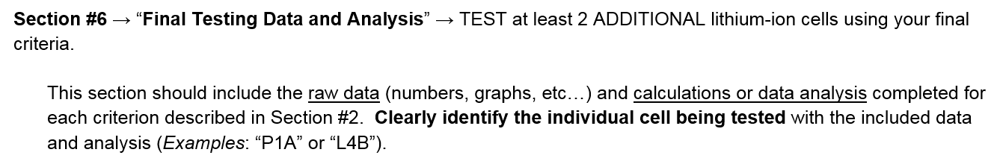 Section #6 → “Final Testing Data and Analysis” → TEST at least 2 ADDITIONAL lithium-ion cells using your final
criteria.
This section should include the raw data (numbers, graphs, etc…) and calculations or data analysis completed for
each criterion described in Section #2.  Clearly identify the individual cell being tested with the included data
and analysis (Examples: “P1A” or “L4B”).